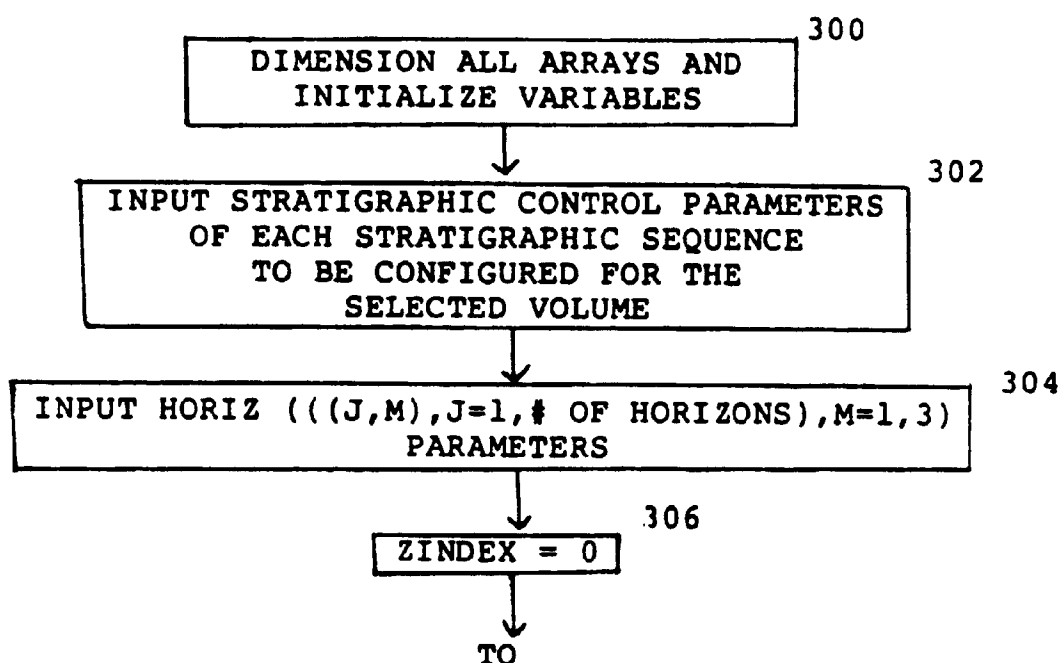 300
DIMENSION ALL ARRAYS AND
INITIALIZE VARIABLES
302
INPUT STRATIGRAPHIC CONTROL PARAMETERS
OF EACH STRATIGRAPHIC SEQUENCE
TO BE CONFIGURED FOR THE
SELECTED VOLUME
304
INPUT HORIZ (((J,M),J=1,# OF HORIZONS),M=1,3)
PARAMETERS
306
ZINDEX = 0
TO